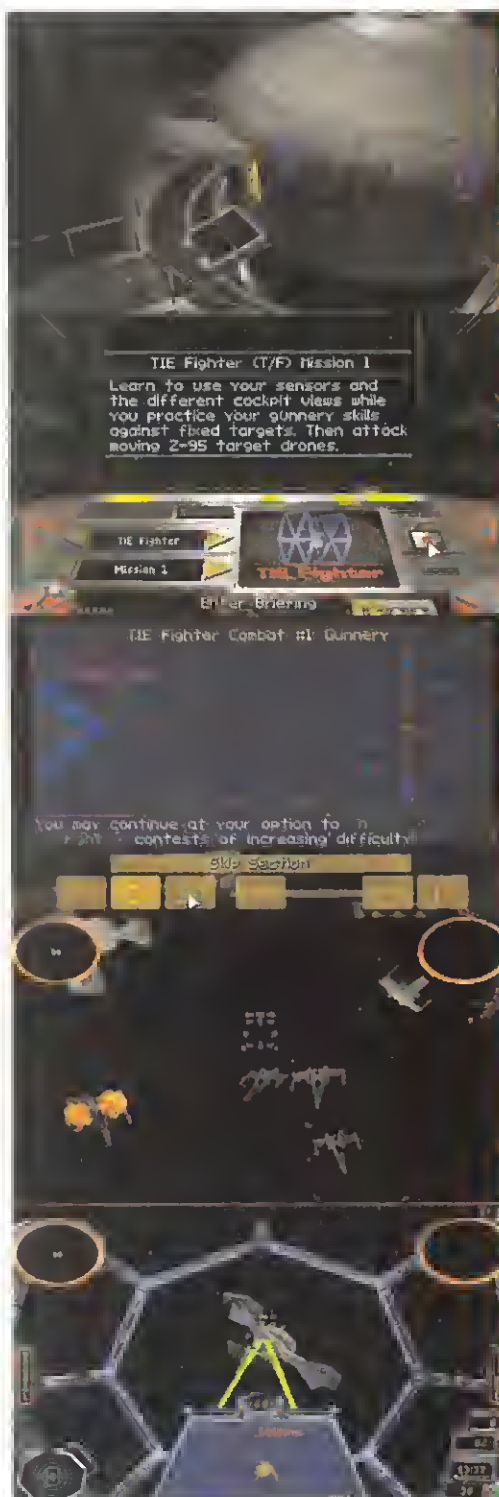 TIE Fighter (T/F) Mission 1
Learn to use your sensors and
the different cockpit views while
you practice your gunnery skills
against fixed targets. Then attack
moving Z-95 target drones.
TIE Fighter
Mission 1
TIE Fighter
Enter Briefing
TIE Fighter Combat #1: Gunnery
You may continue at your option to
contests of increasing difficulty
Skip Section